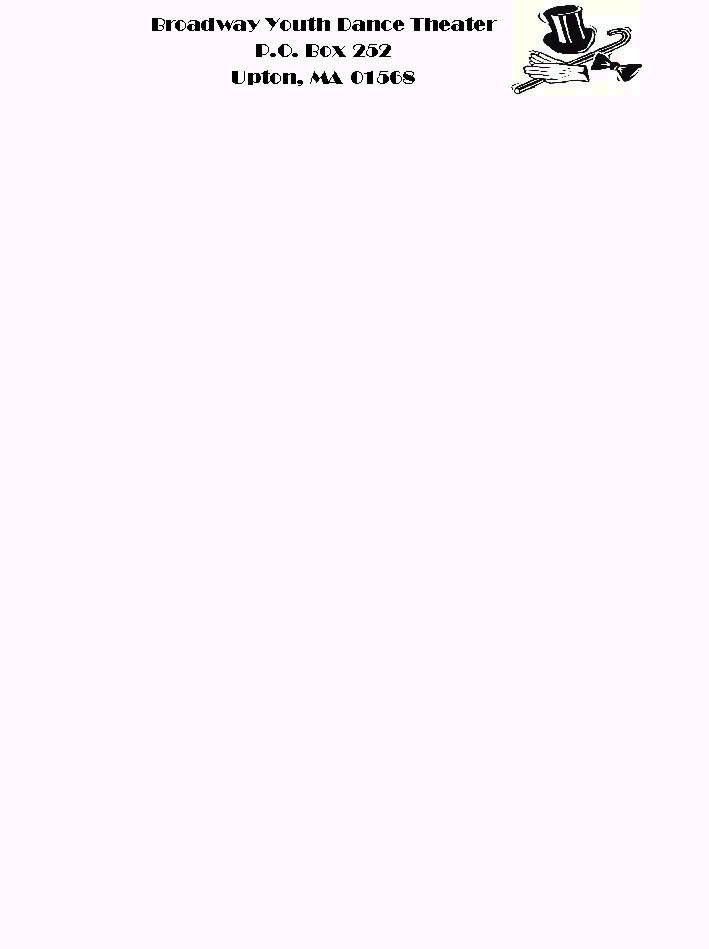 Broadway Youth Dance Theater
P.O. Box 252
Upton, MA 01568